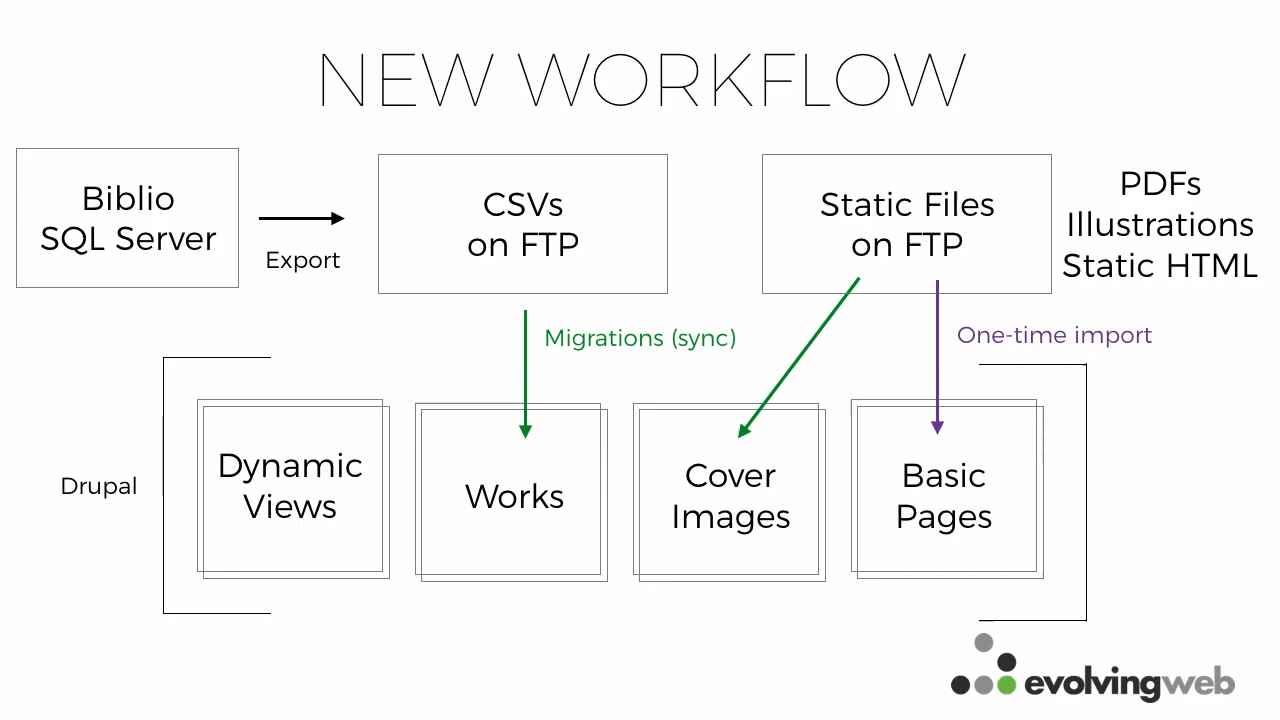 NEW WORKFLOW
Biblio
SQL Server
Export
CSVs
on FTP
Static Files
on FTP
PDFs
Illustrations
Static HTML
Migrations (sync)
One-time import
Drupal
Dynamic
Views
Works
Cover
Images
Basic
Pages
evolvingweb